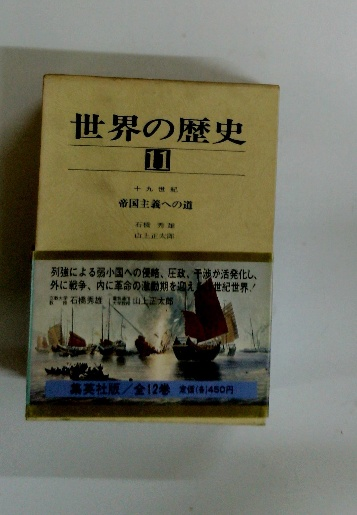 世界の歴史
11
十九世紀
帝国主義への道
石橋秀雄
山上正太郎
列強による弱小国への侵略、圧政、干渉が活発化し、
外に戦争、内に革命の激動期を迎え 世紀世界!
石橋秀雄 山上正太郎
集英社版/全12巻 定価(各)450円